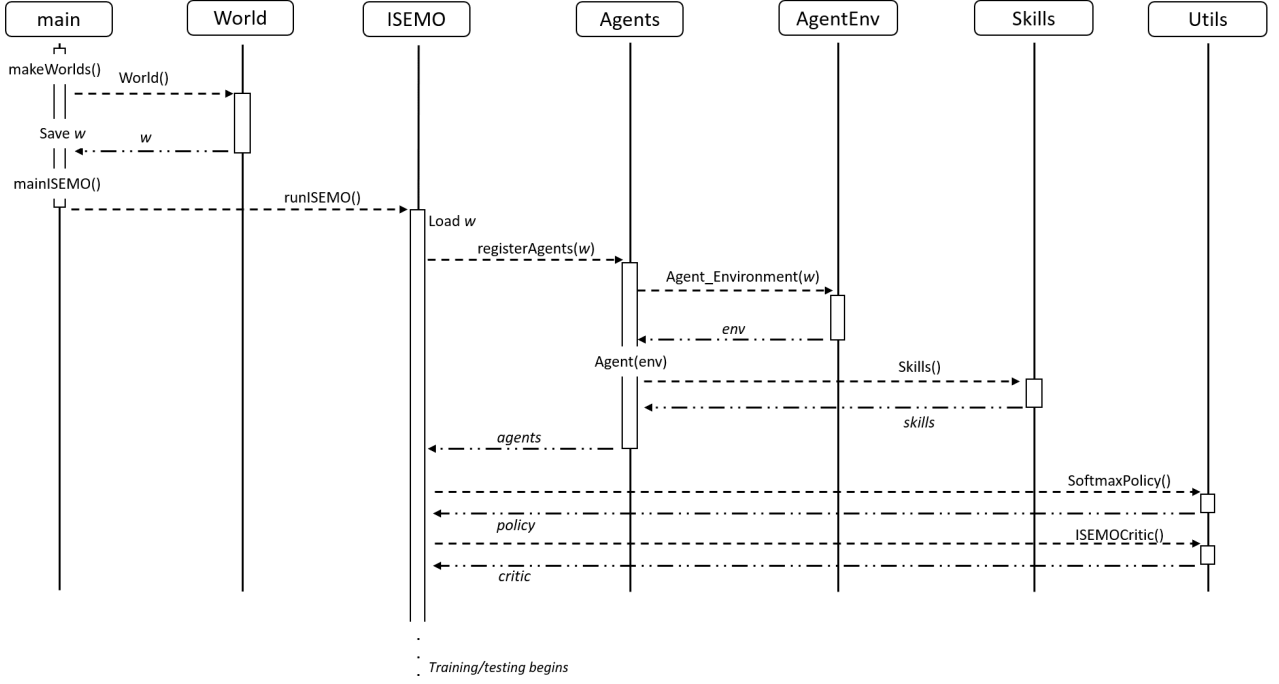 main
World
ISEMO
Agents
AgentEnv
Skills
Utils
makeWorlds()
World()
Save w
w
mainISEMO()
runISEMO()
Load w
registerAgents(w)
Agent_Environment(w)
env
Agent(env)
Skills()
skills
agents
SoftmaxPolicy()
policy
ISEMOCritic()
critic
Training/testing begins